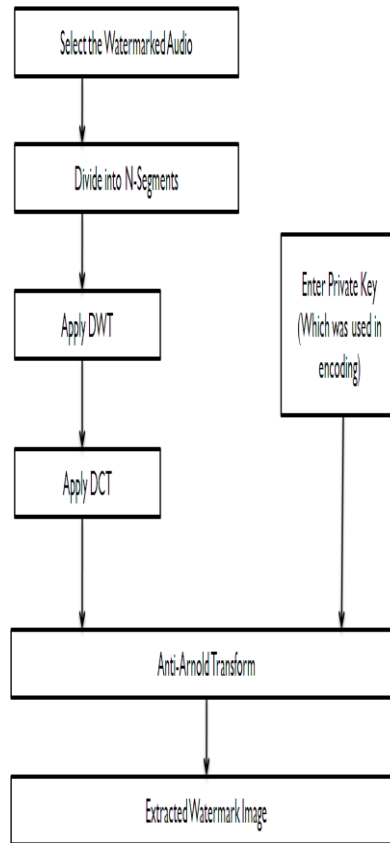 Select the Watermarked Audio
Divide into N-Segments
Apply DWT
Enter Private Key
(Which was used in
encoding)
Apply DCT
Anti-Arnold Transform
Extracted Watermark Image